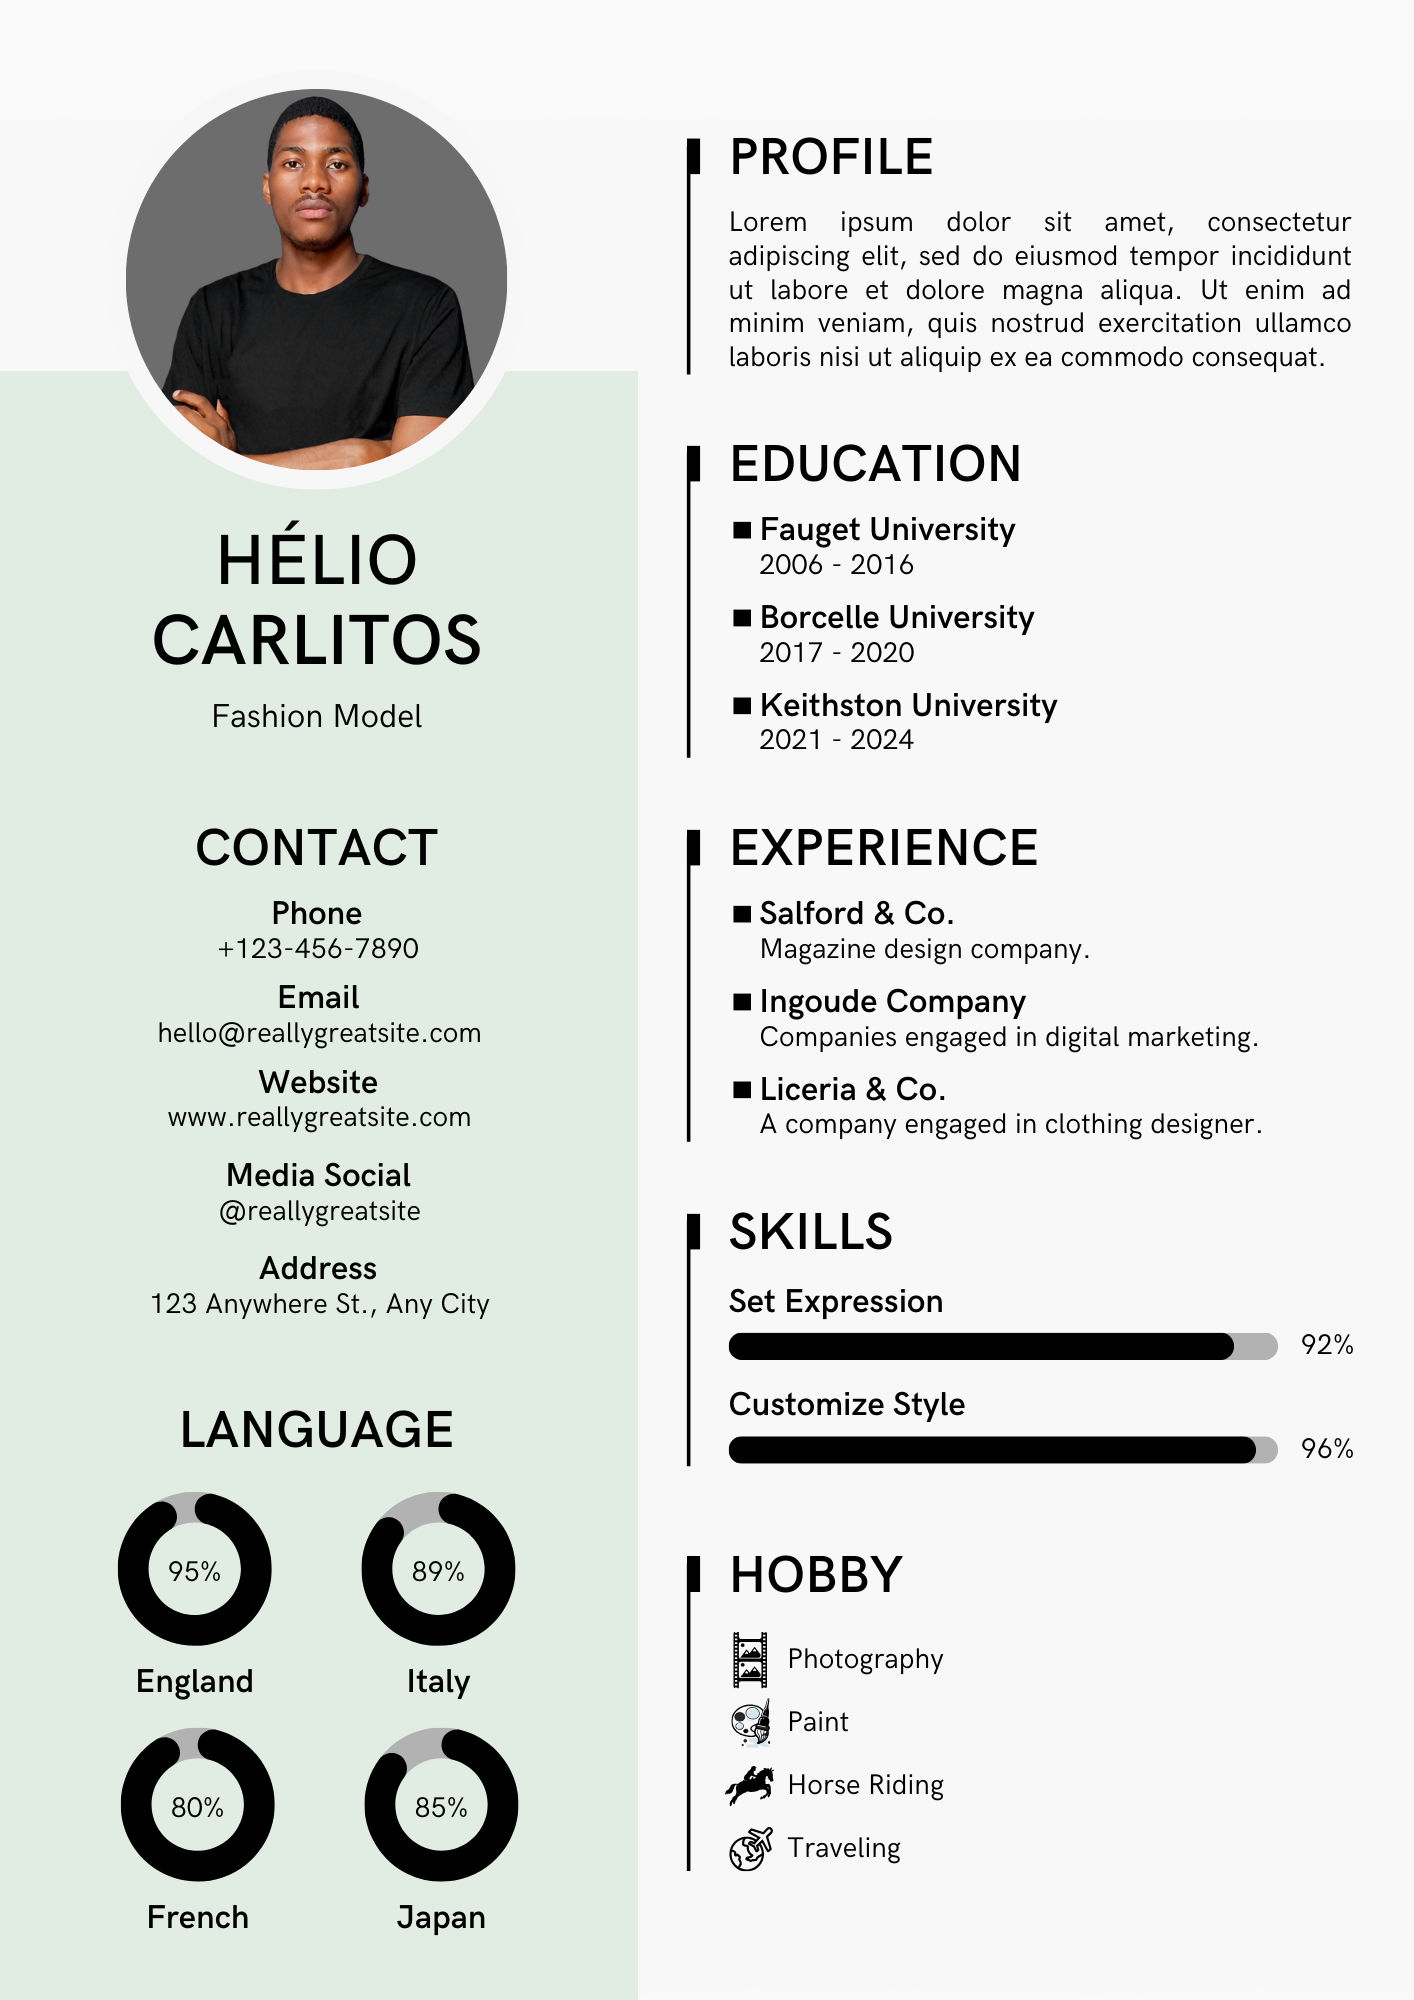 HÉLIO
CARLITOS
Fashion Model
CONTACT
Phone
+123-456-7890
Email
hello@reallygreatsite.com
Website
www.reallygreatsite.com
Media Social
@reallygreatsite
Address
123 Anywhere St., Any City
LANGUAGE
95%
89%
England
Italy
80%
85%
French
Japan
PROFILE
Lorem ipsum dolor sit amet, consectetur
adipiscing elit, sed do eiusmod tempor incididunt
ut labore et dolore magna aliqua. Ut enim ad
minim veniam, quis nostrud exercitation ullamco
laboris nisi ut aliquip ex ea commodo consequat.
EDUCATION
Fauget University
2006 - 2016
Borcelle University
2017 - 2020
Keithston University
2021 - 2024
EXPERIENCE
Salford & Co.
Magazine design company.
Ingoude Company
Companies engaged in digital marketing.
Liceria & Co.
A company engaged in clothing designer.
SKILLS
Set Expression
92%
Customize Style
96%
HOBBY
Photography
Paint
Horse Riding
Traveling